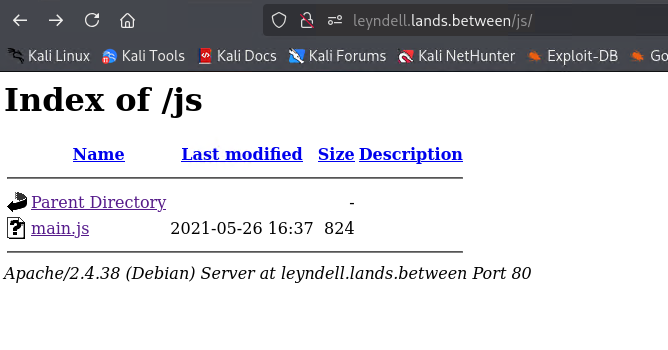 leyndell.lands.between/js/
Kali Linux Kali Tools Kali Docs Kali Forums Kali NetHunter Exploit-DB Go
Index of /js
Name Last modified Size Description
Parent Directory -
main.js 2021-05-26 16:37 824
Apache/2.4.38 (Debian) Server at leyndell.lands.between Port 80